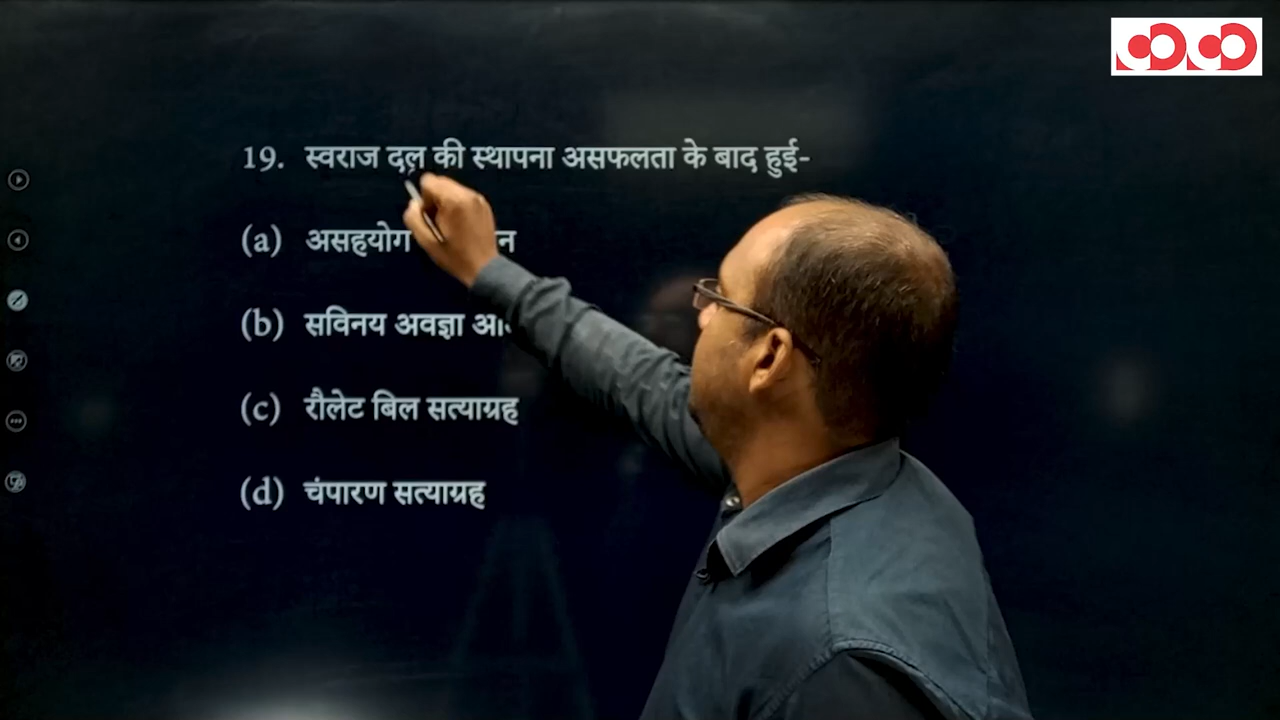 19. स्वराज दल की स्थापना असफलता के बाद हुई-
(a) असहयोग
(b) सविनय अवज्ञा
(c) रौलेट बिल सत्याग्रह
(d) चंपारण सत्याग्रह